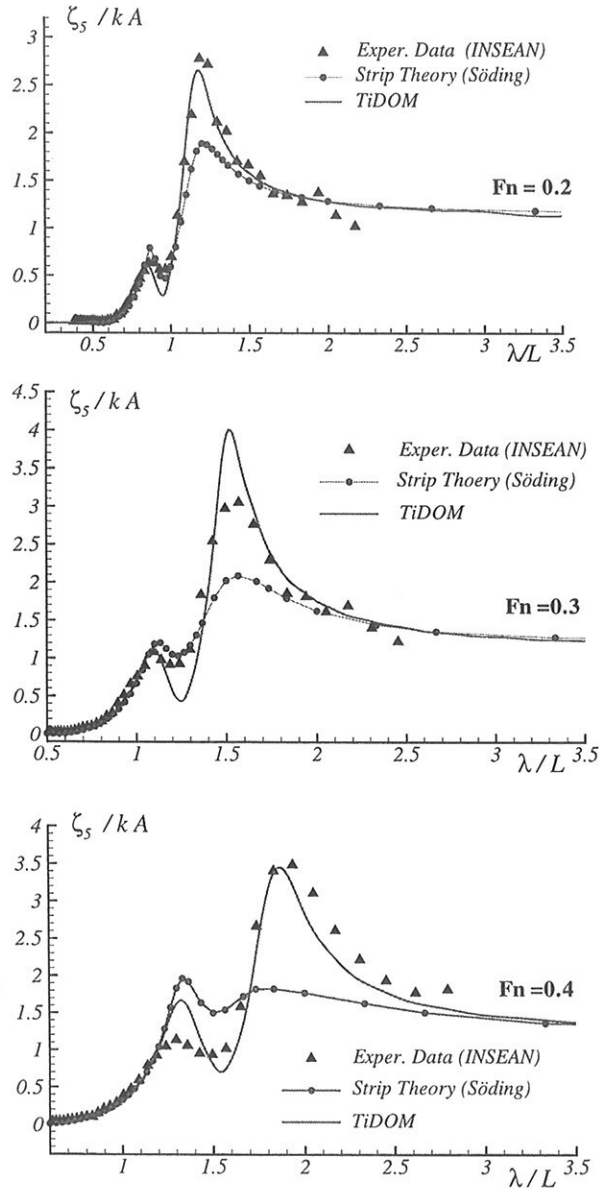 ζ₅ / k A
3.2
3
2.5
2
1.5
1
0.5
0
Exper. Data (INSEAN)
Strip Theory (Söding)
TiDOM
Fn = 0.2
0.5 1 1.5 2 2.5 3 3.5
λ/L
ζ₅ / k A
4.5
4
3.5
3
2.5
2
1.5
1
0.5
0
Exper. Data (INSEAN)
Strip Thoery (Söding)
TiDOM
Fn =0.3
0.5 1 1.5 2 2.5 3 3.5
λ/L
ζ₅ / k A
4
3.5
3
2.5
2
1.5
1
0.5
0
Fn =0.4
Exper. Data (INSEAN)
Strip Theory (Söding)
TiDOM
1 1.5 2 2.5 3 3.5
λ/L